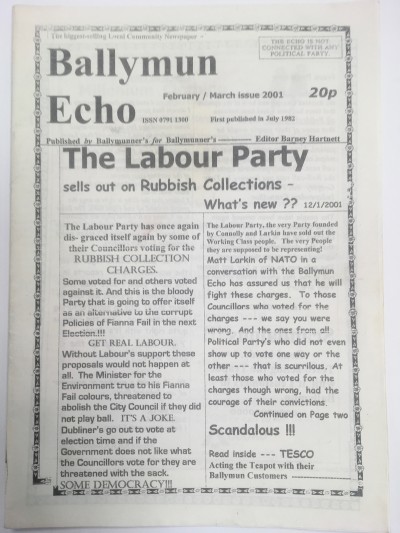 The biggest-selling Local Community Newspaper -
THE ECHO IS NOT
CONNECTED WITH ANY
POLITICAL PARTY.
Ballymun
Echo
February / March issue 2001
20p
ISSN 0791 1300
First published in July 1982
Published by Ballymunner's for Ballymunner's
Editor Barney Hartnett
The Labour Party
sells out on Rubbish Collections -
What's new ?? 12/1/2001
The Labour Party has once again
dis- graced itself again by some of
their Councillors voting for the
RUBBISH COLLECTION
CHARGES.
Some voted for and others voted
against it. And this is the bloody
Party that is going to offer itself
as an alternative to the corrupt
Policies of Fianna Fail in the next
Election.!!!
GET REAL LABOUR.
Without Labour's support these
proposals would not happen at
all. The Minister for the
Environment true to his Fianna
Fail colours, threatened to
abolish the City Council if they did
not play ball. IT'S A JOKE.
Dubliner's go out to vote at
election time and if the
Government does not like what
the Councillors vote for they are
threatened with the sack.
SOME DEMOCRACY!!!
The Labour Party, the very Party founded
by Connolly and Larkin have sold out the
Working Class people. The very People
they are supposed to be representing!
Matt Larkin of NATO in a
conversation with the Ballymun
Echo has assured us that he will
fight these charges. To those
Councillors who voted for the
charges --- we say you were
wrong. And the ones from all
Political Party's who did not even
show up to vote one way or the
other --- that is scurrilous. At
least those who voted for the
charges though wrong, had the
courage of their convictions.
Continued on Page two
Scandalous !!!
Read inside --- TESCO
Acting the Teapot with their
Ballymun Customers